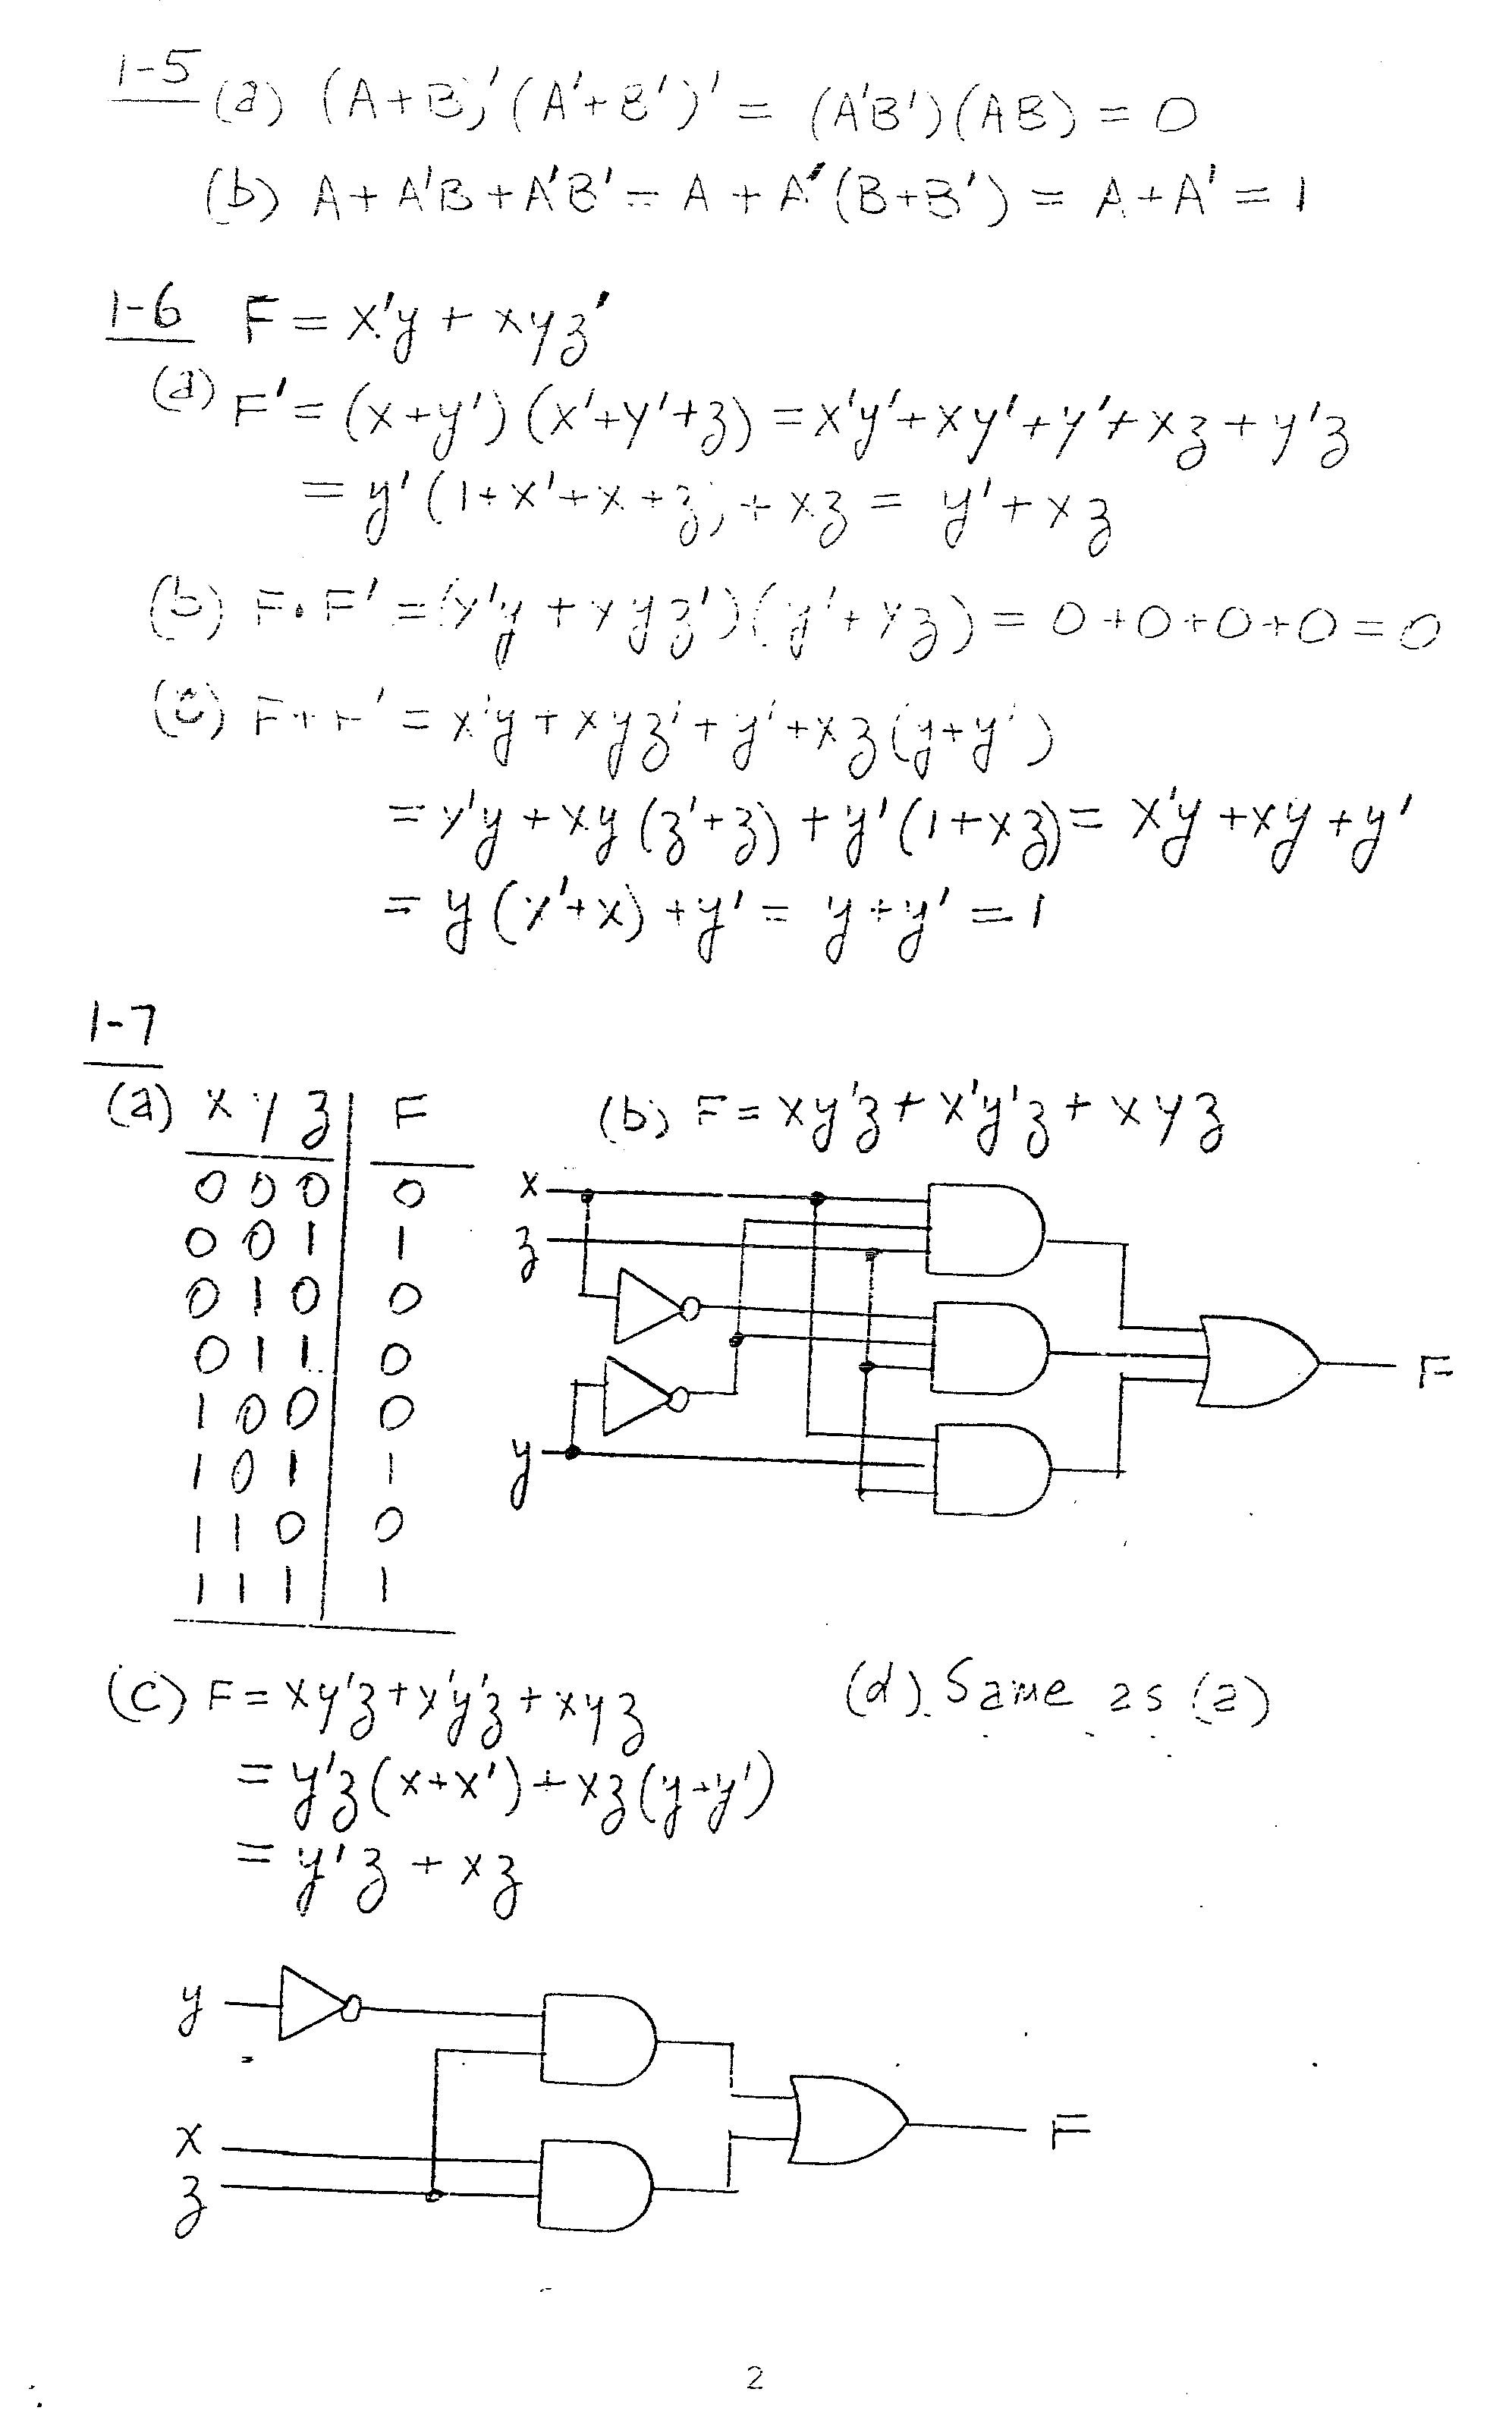 1-5 (a) (A+B)'(A'+B')' = (A'B')(AB) = 0
(b) A+A'B+A'B' = A+A'(B+B') = A+A' = 1
1-6 F = x'y + xyz'
(a) F' = (x+y')(x'+y'+z) = x'y'+xy'+y'+xz+y'z
= y'(1+x'+x+z)+xz = y'+xz
(b) F·F' = (x'y+xyz')(y'+xz) = 0+0+0+0 = 0
(c) F+F' = x'y+xyz'+y'+xz(y+y')
= x'y+xy(z'+z)+y'(1+xz) = x'y+xy+y'
= y(x'+x)+y' = y+y' = 1
1-7
(a) x y z | F
0 0 0 | 0
0 0 1 | 1
0 1 0 | 0
0 1 1 | 0
1 0 0 | 0
1 0 1 | 1
1 1 0 | 0
1 1 1 | 1
(b) F = xy'z+x'y'z+xyz
x
z
y
F
(c) F = xy'z+x'y'z+xyz
= y'z(x+x')+xz(y+y')
= y'z+xz
(d) Same as (a)
y
x
z
F
2